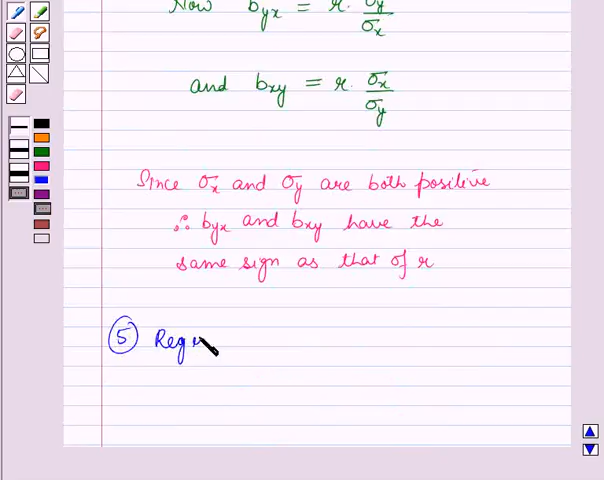 Now byx = r. σy/σx
and bxy = r. σx/σy
Since σx and σy are both positive
∴ byx and bxy have the
same sign as that of r
5 Reg